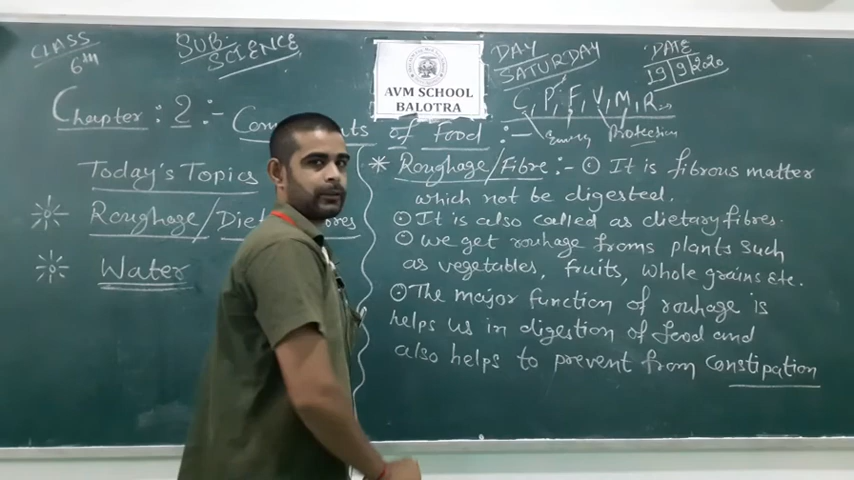 CLASS
6TH
SUB.
SCIENCE
AVM SCHOOL
BALOTRA
DAY
SATURDAY
DATE
19/9/2020
C, P, F, V, M, R
Energy Protection
Chapter : 2 :- of Food :-
Today's Topics
Roughage/
Water
Roughage/Fibre :- It is fibrous matter
which not be digested.
It is also called as dietary fibres.
we get rouhage froms plants such
as vegetables, fruits, whole grains etc.
The major function of rouhage is
helps us in digestion of food and
also helps to prevent from constipation